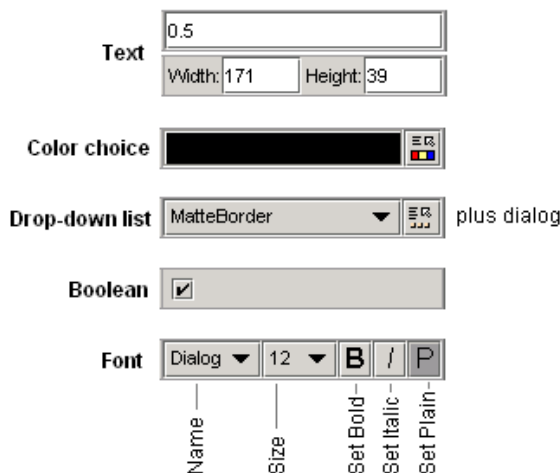 Text
0.5
Width: 171 Height: 39
Color choice
Drop-down list MatteBorder plus dialog
Boolean
Font Dialog 12 B I P
Name
Size
Set Bold
Set Italic
Set Plain